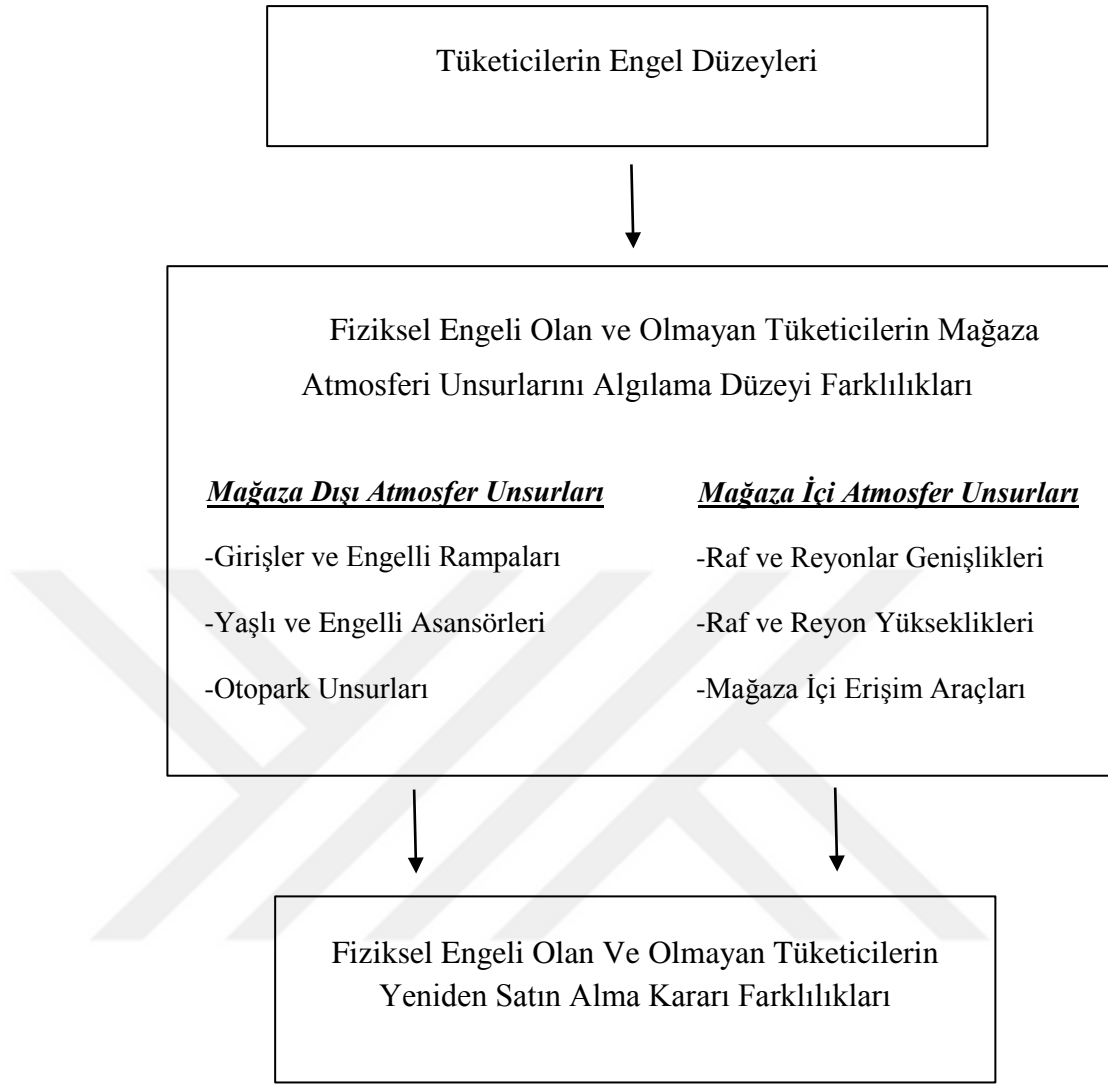 Tüketicilerin Engel Düzeyleri
Fiziksel Engeli Olan ve Olmayan Tüketicilerin Mağaza
Atmosferi Unsurlarını Algılama Düzeyi Farklılıkları
Mağaza Dışı Atmosfer Unsurları
-Girişler ve Engelli Rampaları
-Yaşlı ve Engelli Asansörleri
-Otopark Unsurları
Mağaza İçi Atmosfer Unsurları
-Raf ve Reyonlar Genişlikleri
-Raf ve Reyon Yükseklikleri
-Mağaza İçi Erişim Araçları
Fiziksel Engeli Olan Ve Olmayan Tüketicilerin
Yeniden Satın Alma Kararı Farklılıkları